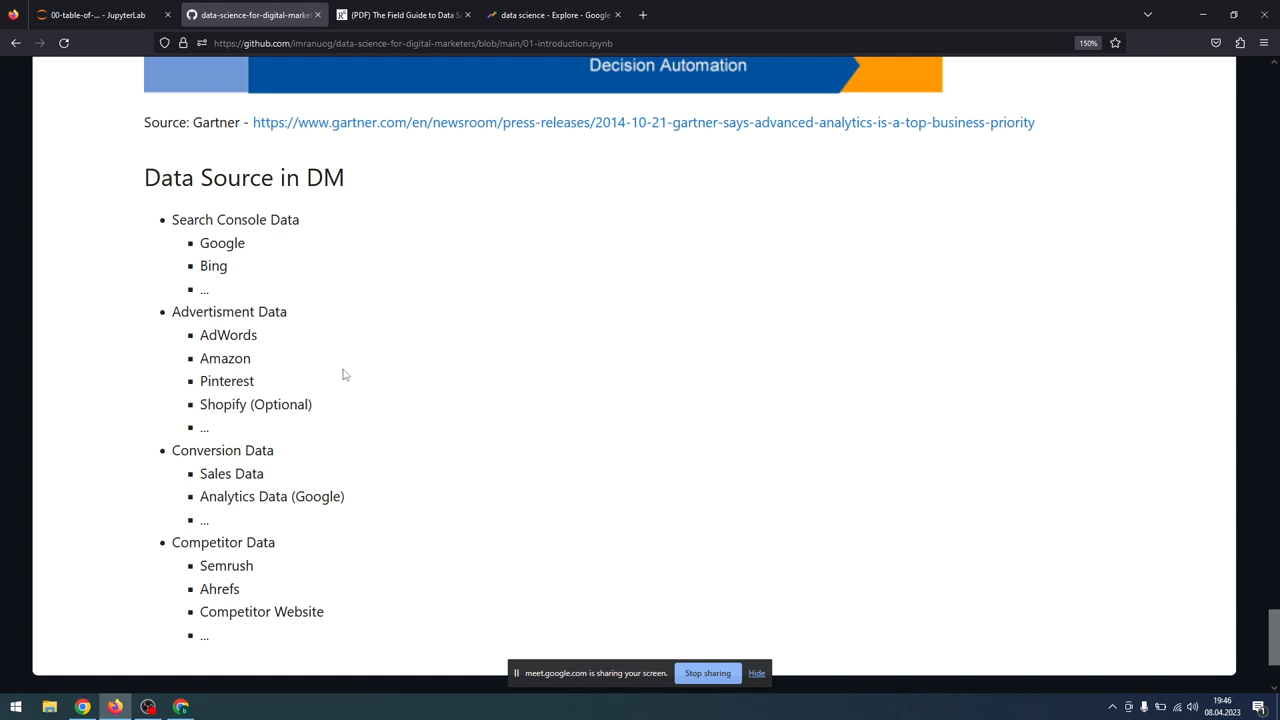 00-table-of-... - JupyterLab
data-science-for-digital-market
(PDF) The Field Guide to Data Sc
data science - Explore - Google
https://github.com/imranuog/data-science-for-digital-marketers/blob/main/01-introduction.ipynb
150%
Decision Automation
Source: Gartner - https://www.gartner.com/en/newsroom/press-releases/2014-10-21-gartner-says-advanced-analytics-is-a-top-business-priority
Data Source in DM
• Search Console Data
▪ Google
▪ Bing
▪ ...
• Advertisment Data
▪ AdWords
▪ Amazon
▪ Pinterest
▪ Shopify (Optional)
▪ ...
• Conversion Data
▪ Sales Data
▪ Analytics Data (Google)
▪ ...
• Competitor Data
▪ Semrush
▪ Ahrefs
▪ Competitor Website
▪ ...
meet.google.com is sharing your screen.
Stop sharing
Hide
19:46
08.04.2023